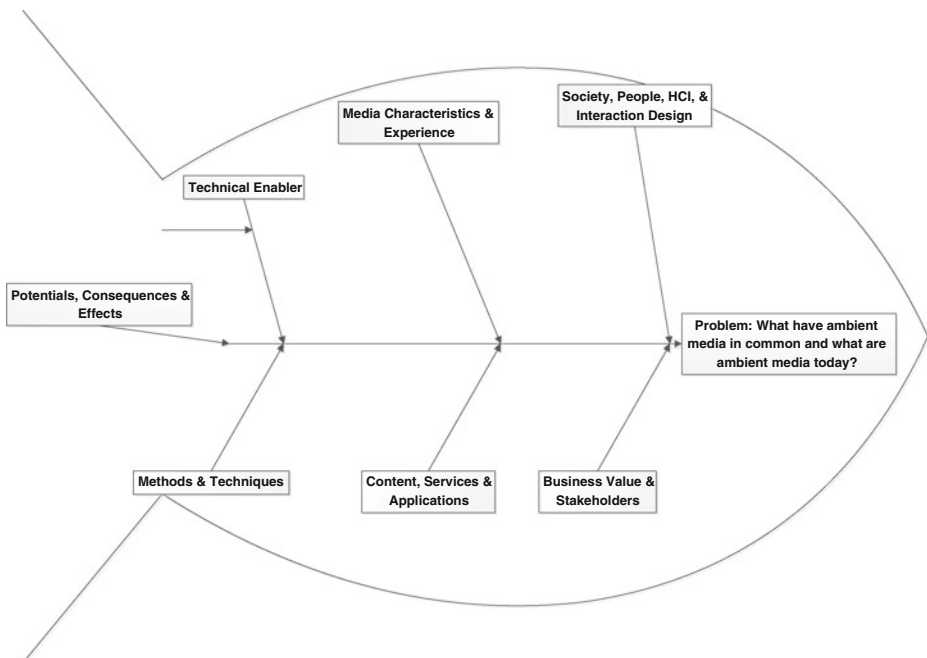 Society, People, HCI, &
Interaction Design
Media Characteristics &
Experience
Technical Enabler
Potentials, Consequences &
Effects
Problem: What have ambient
media in common and what are
ambient media today?
Methods & Techniques
Content, Services &
Applications
Business Value &
Stakeholders